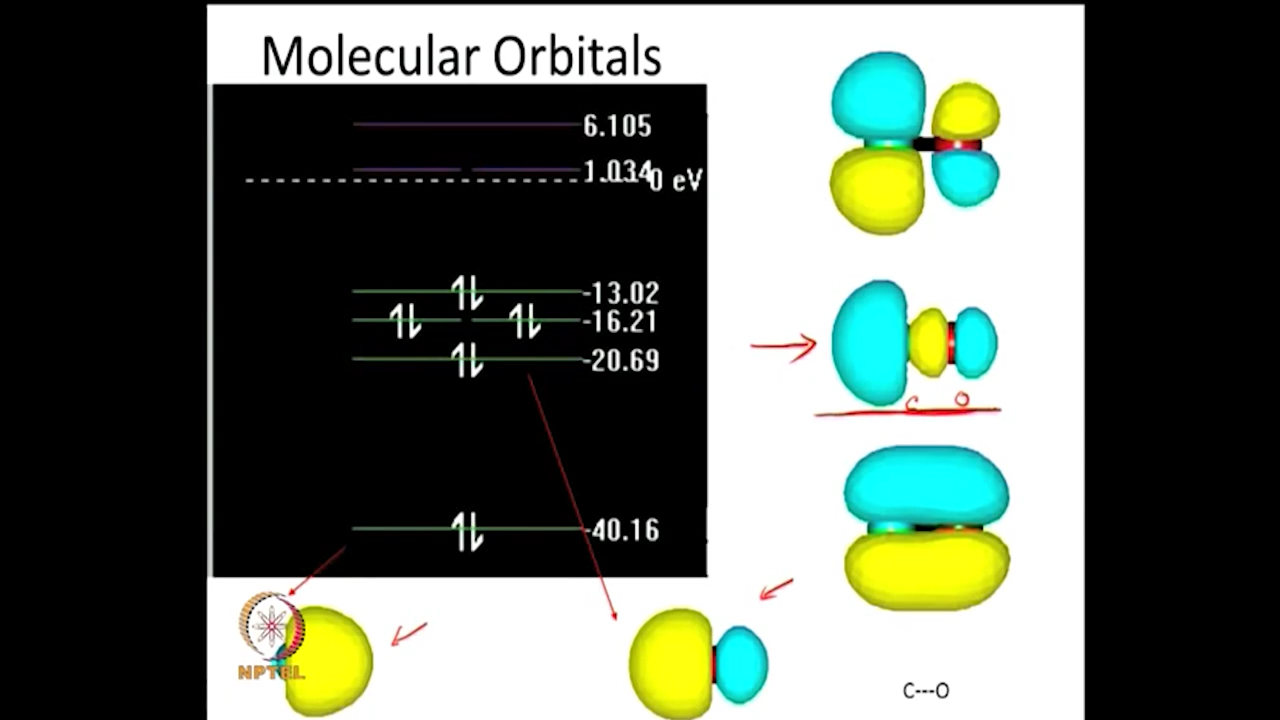 Molecular Orbitals
6.105
1.034
0 eV
-13.02
-16.21
-20.69
C O
-40.16
NPTEL
C---O